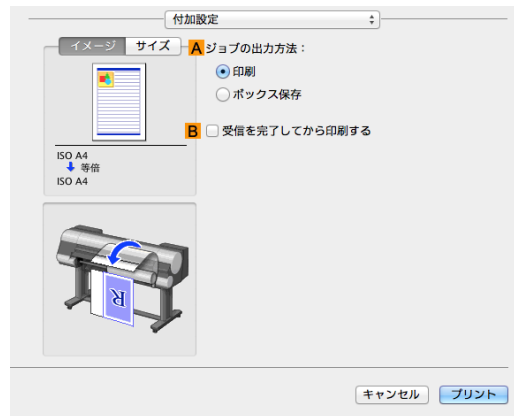 付加設定
イメージ サイズ
A ジョブの出力方法：
印刷
ボックス保存
B 受信を完了してから印刷する
ISO A4
等倍
ISO A4
R
キャンセル プリント